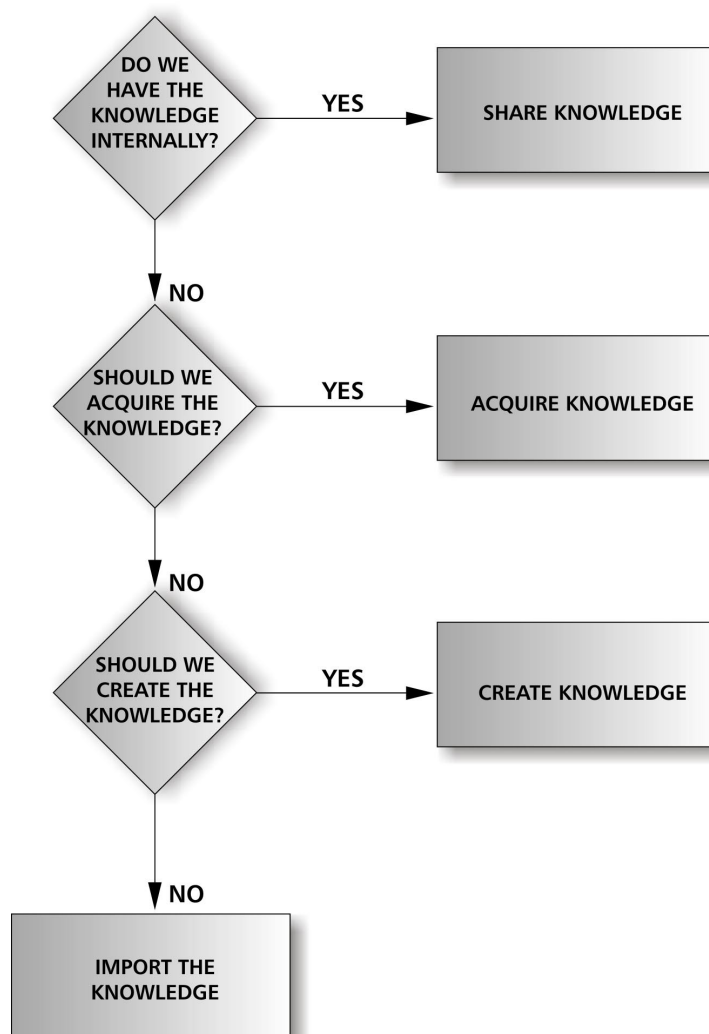 DO WE
HAVE THE
KNOWLEDGE
INTERNALLY?
YES
SHARE KNOWLEDGE
NO
SHOULD WE
ACQUIRE THE
KNOWLEDGE?
YES
ACQUIRE KNOWLEDGE
NO
SHOULD WE
CREATE THE
KNOWLEDGE?
YES
CREATE KNOWLEDGE
NO
IMPORT THE
KNOWLEDGE